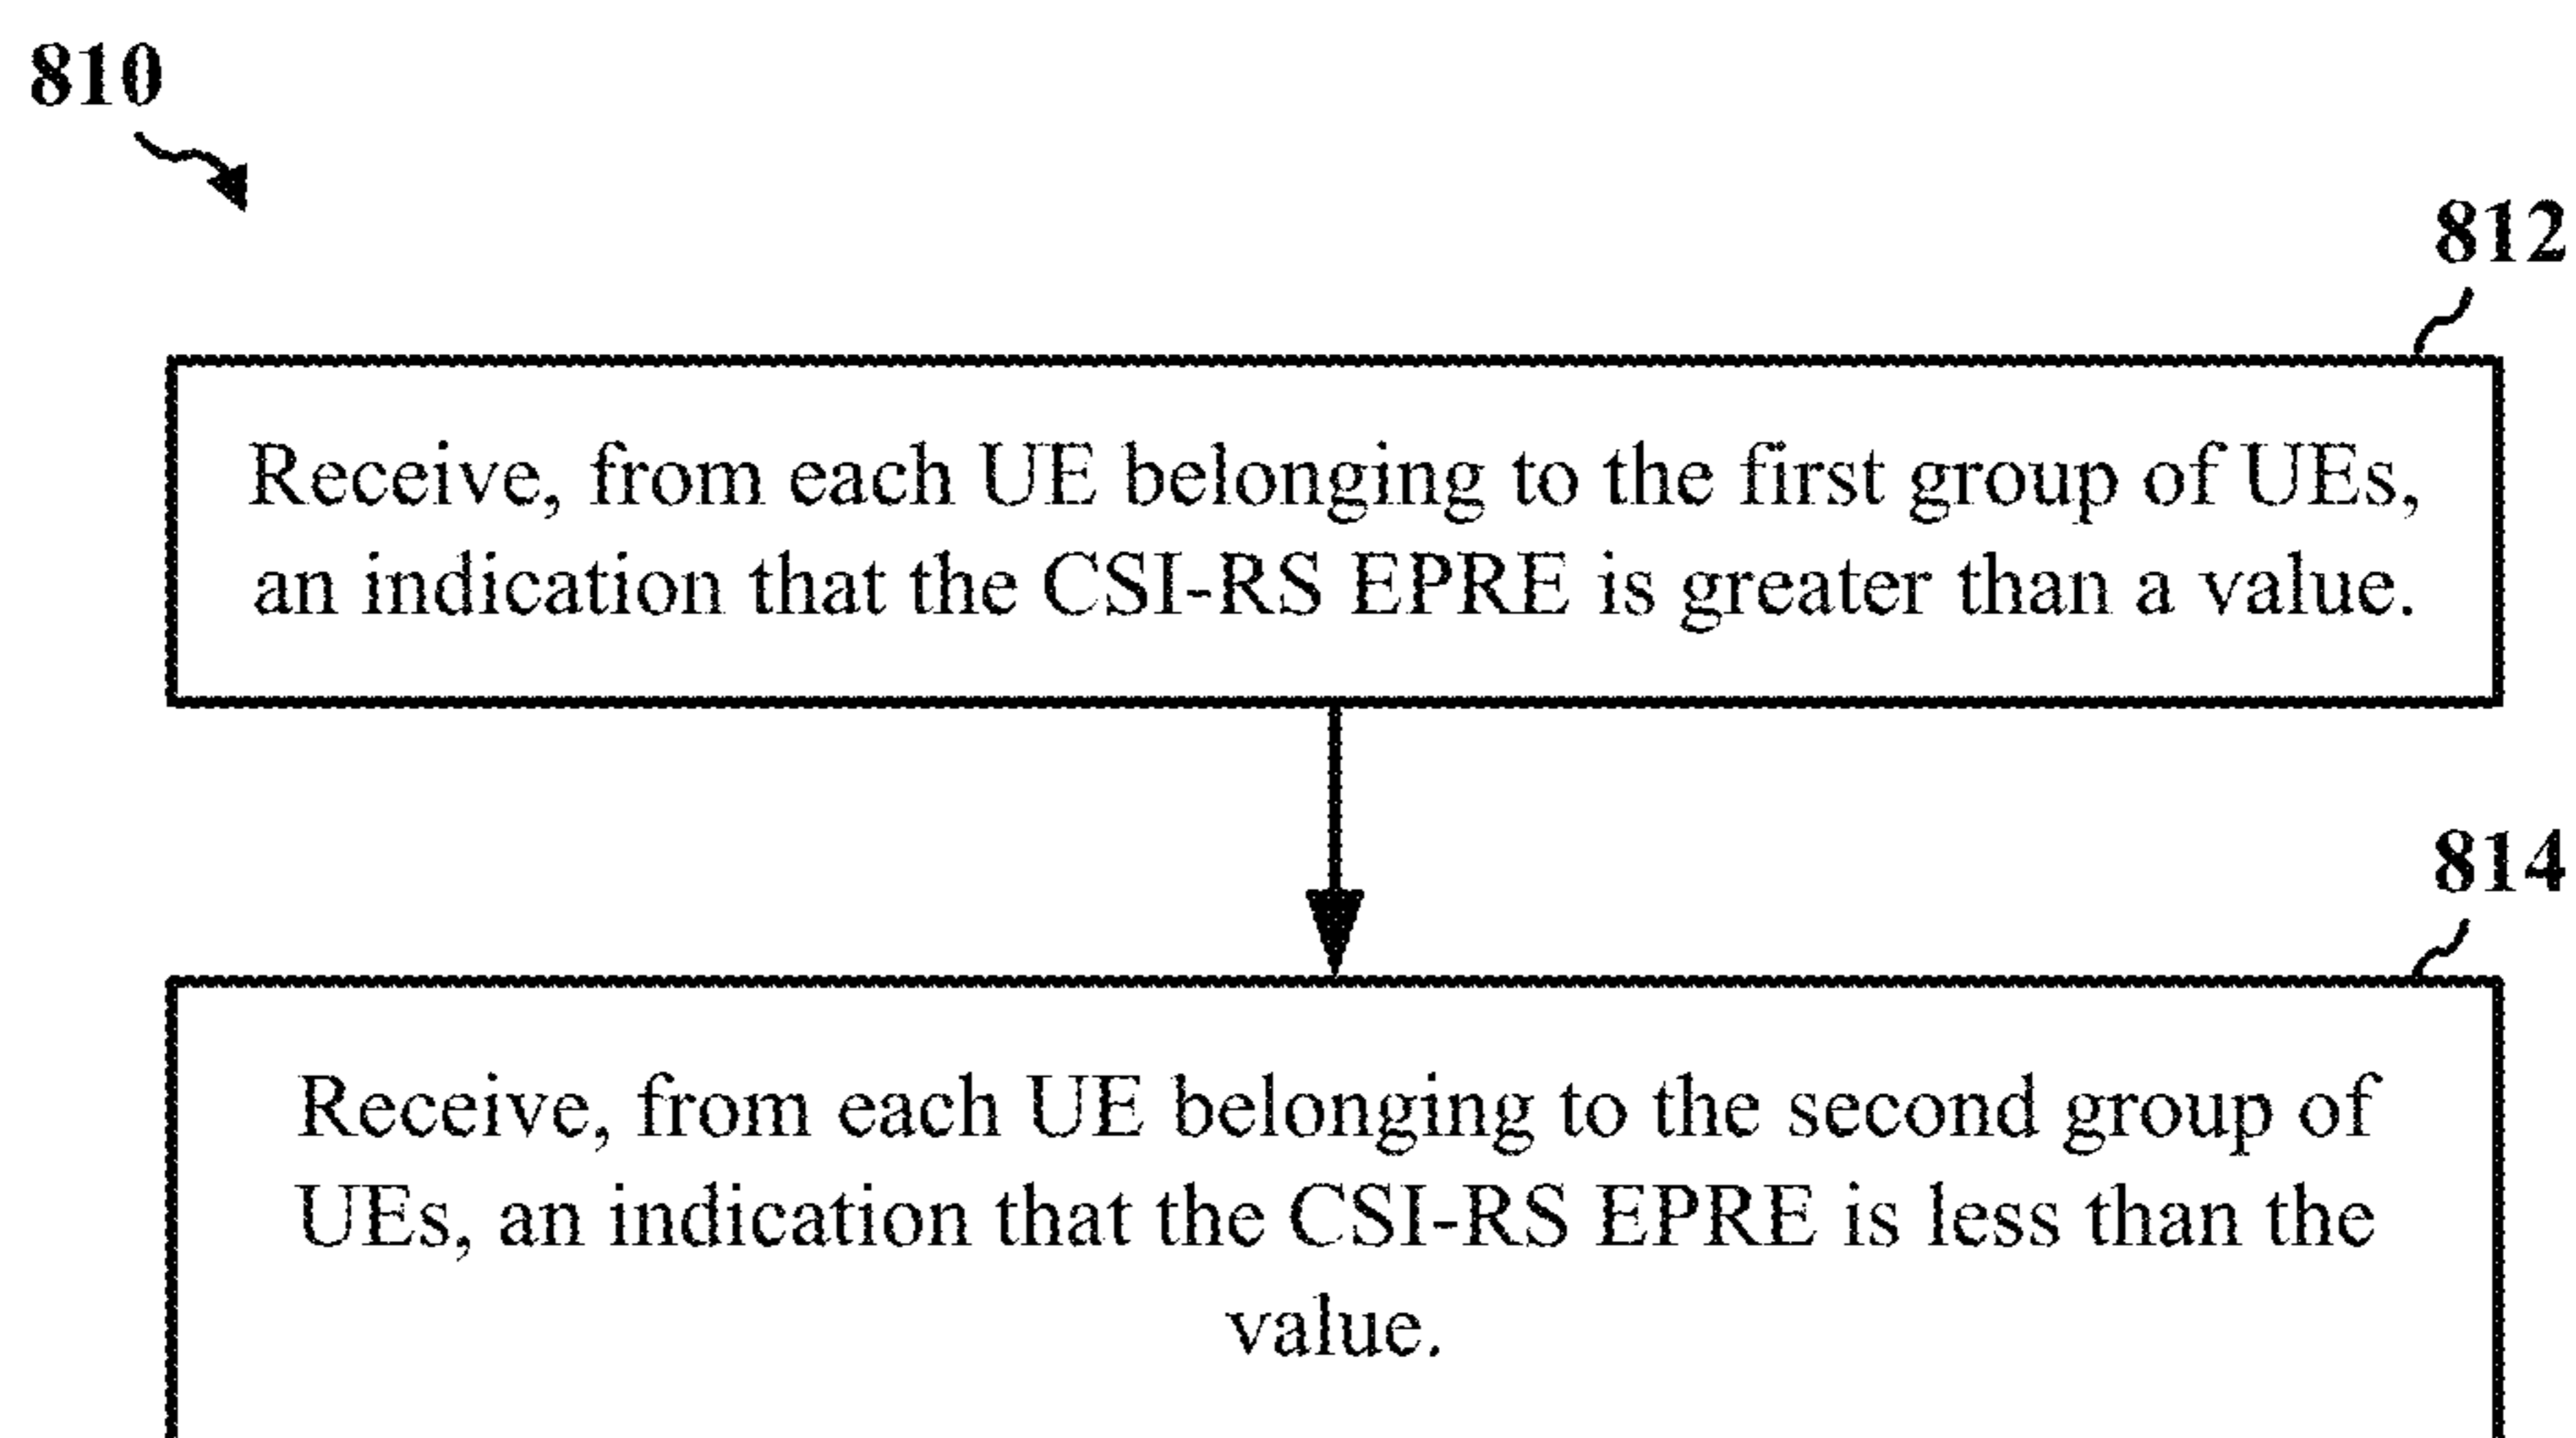 810
812
Receive, from each UE belonging to the first group of UEs,
an indication that the CSI-RS EPRE is greater than a value.
814
Receive, from each UE belonging to the second group of
UEs, an indication that the CSI-RS EPRE is less than the
value.